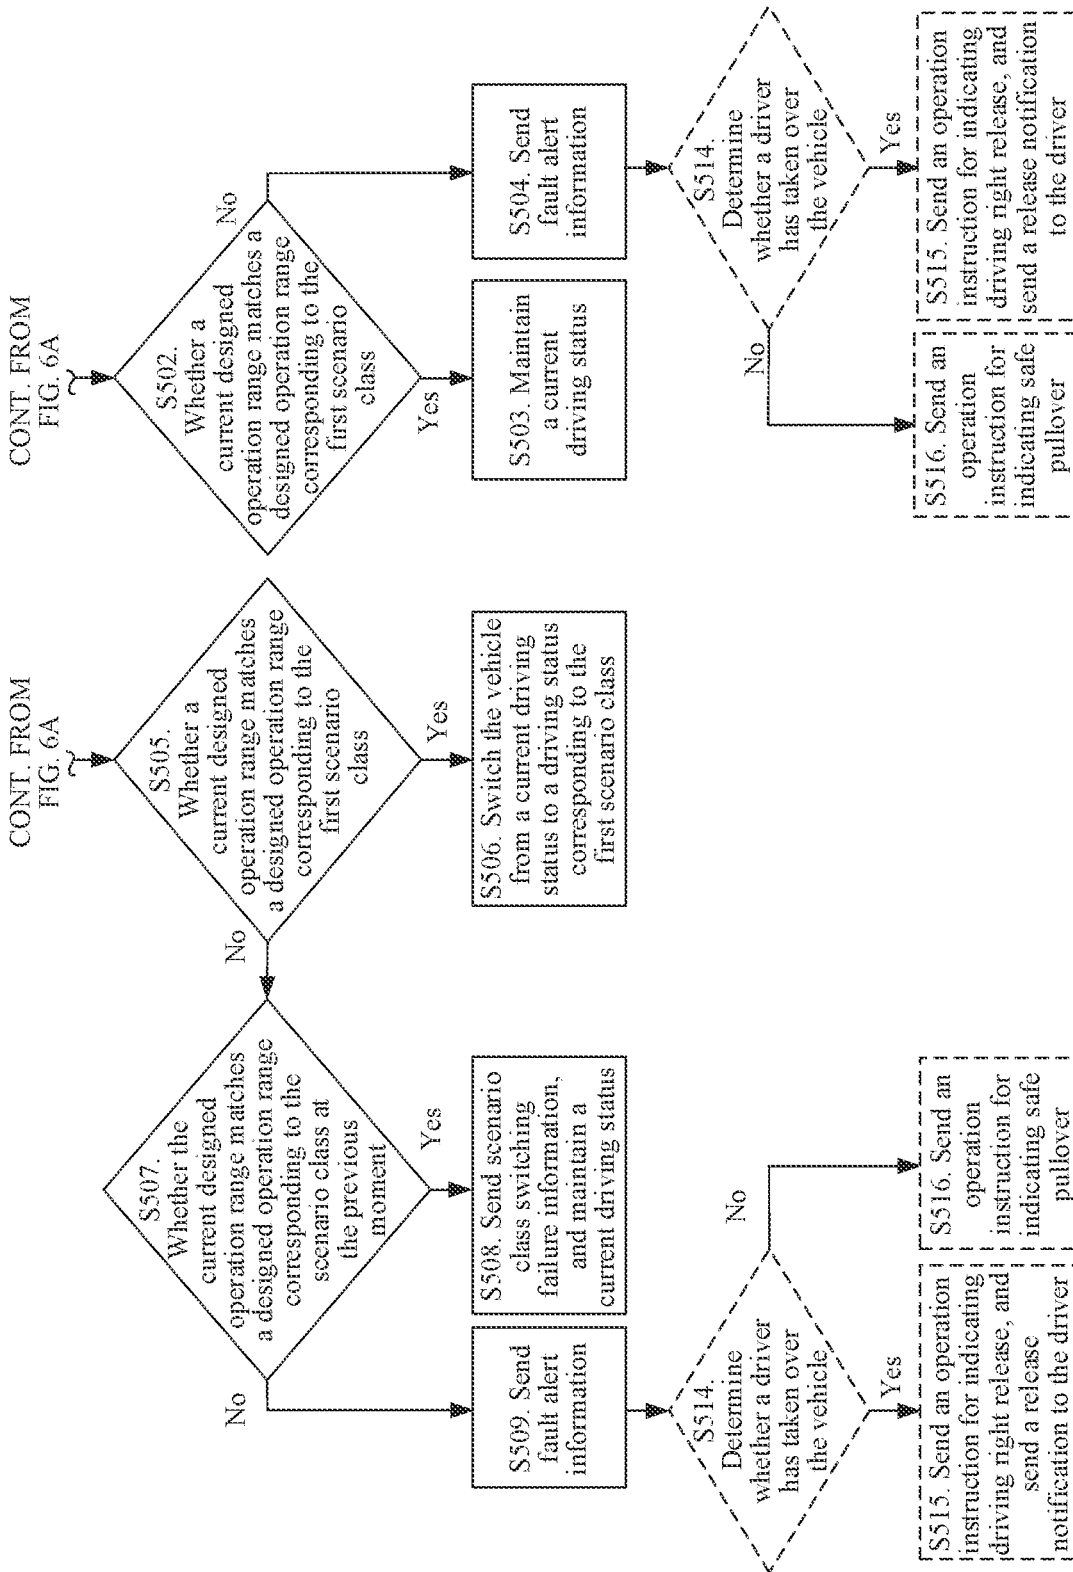 CONT. FROM
FIG. 6A
S502.
Whether a
current designed
operation range matches a
designed operation range
corresponding to the
first scenario
class
No
Yes
S503. Maintain
a current
driving status
S504. Send
fault alert
information
S514.
Determine
whether a driver
has taken over
the vehicle
No
Yes
S516. Send an
operation
instruction for
indicating safe
pullover
S515. Send an operation
instruction for indicating
driving right release, and
send a release notification
to the driver
CONT. FROM
FIG. 6A
S505.
Whether a
current designed
operation range matches
a designed operation range
corresponding to the
first scenario
class
No
Yes
S506. Switch the vehicle
from a current driving
status to a driving status
corresponding to the
first scenario class
S507.
Whether the
current designed
operation range matches
a designed operation range
corresponding to the
scenario class at
the previous
moment
No
Yes
S509. Send
fault alert
information
S508. Send scenario
class switching
failure information,
and maintain a
current driving status
S514.
Determine
whether a driver
has taken over
the vehicle
No
Yes
S515. Send an operation
instruction for indicating
driving right release, and
send a release
notification to the driver
S516. Send an
operation
instruction for
indicating safe
pullover